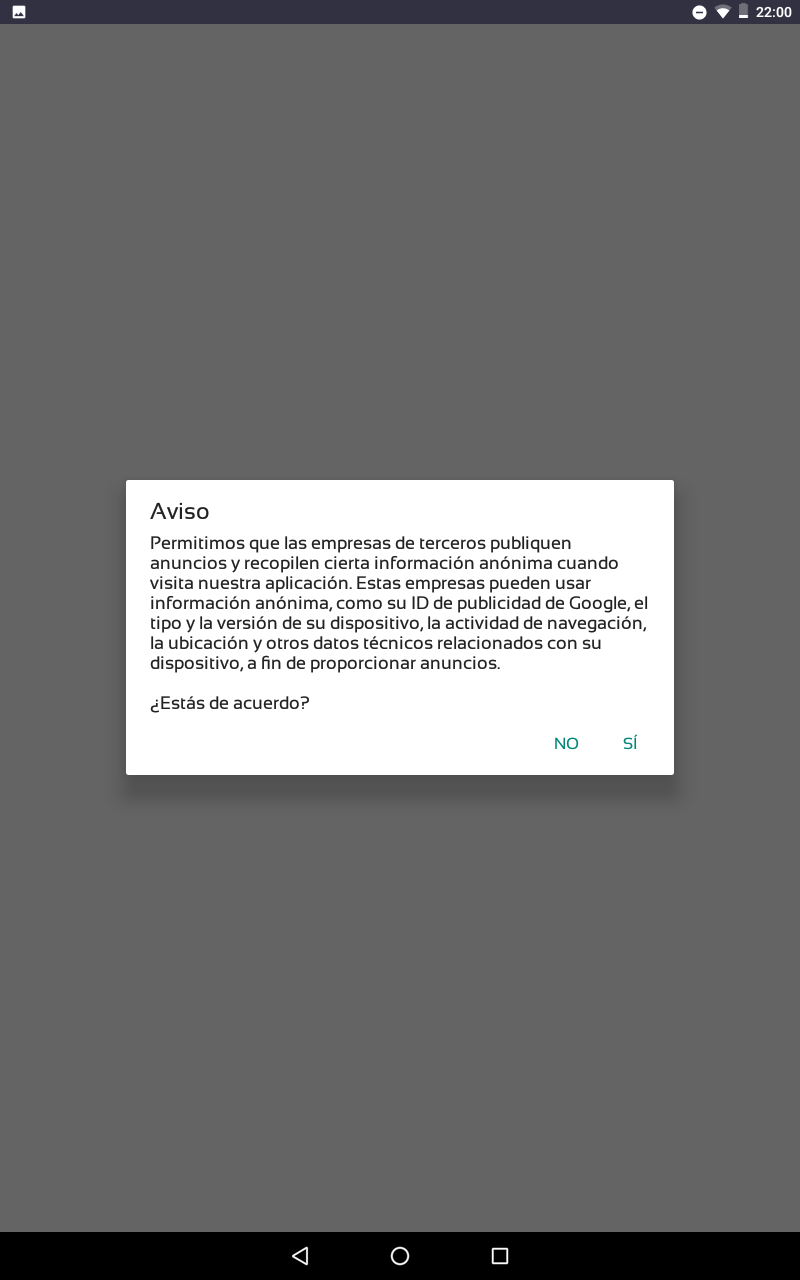 22:00
Aviso
Permitimos que las empresas de terceros publiquen
anuncios y recopilen cierta información anónima cuando
visita nuestra aplicación. Estas empresas pueden usar
información anónima, como su ID de publicidad de Google, el
tipo y la versión de su dispositivo, la actividad de navegación,
la ubicación y otros datos técnicos relacionados con su
dispositivo, a fin de proporcionar anuncios.
¿Estás de acuerdo?
NO SÍ